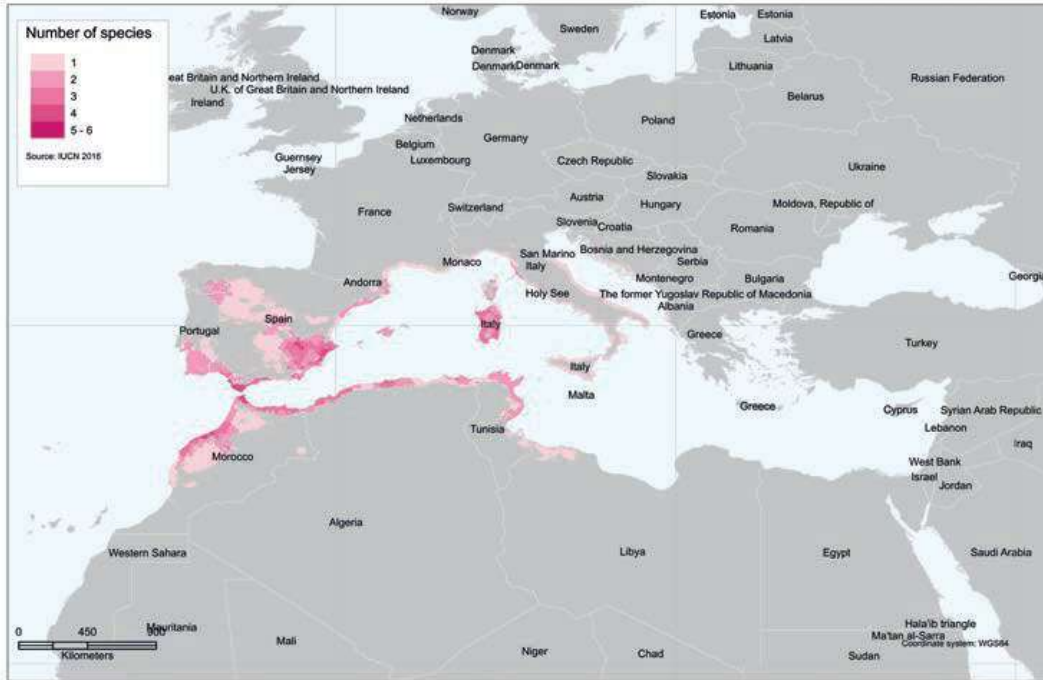 Norway
Sweden
Estonia
Estonia
Latvia
Number of species
1
2
3
4
5 - 6
Source: IUCN 2016
Denmark
Denmark
Denmark
Lithuania
Russian Federation
eat Britain and Northern Ireland
U.K. of Great Britain and Northern Ireland
Ireland
Belarus
Netherlands
Poland
Germany
Belgium
Luxembourg
Guernsey
Jersey
Czech Republic
Ukraine
Slovakia
Austria
Hungary
Moldova, Republic of
France
Switzerland
Slovenia
Croatia
Romania
San Marino
Bosnia and Herzegovina
Monaco
Italy
Serbia
Andorra
Montenegro
Bulgaria
Georgia
Holy See
The former Yugoslav Republic of Macedonia
Albania
Spain
Portugal
Italy
Greece
Turkey
Italy
Malta
Greece
Cyprus
Syrian Arab Republic
Lebanon
Tunisia
Iraq
Morocco
West Bank
Israel
Jordan
Algeria
Western Sahara
Libya
Egypt
Saudi Arabia
0 450 900
Kilometers
Mauritania
Mali
Niger
Chad
Hala'ib triangle
Ma'tan al-Sarra
Coordinate system: WGS84
Sudan